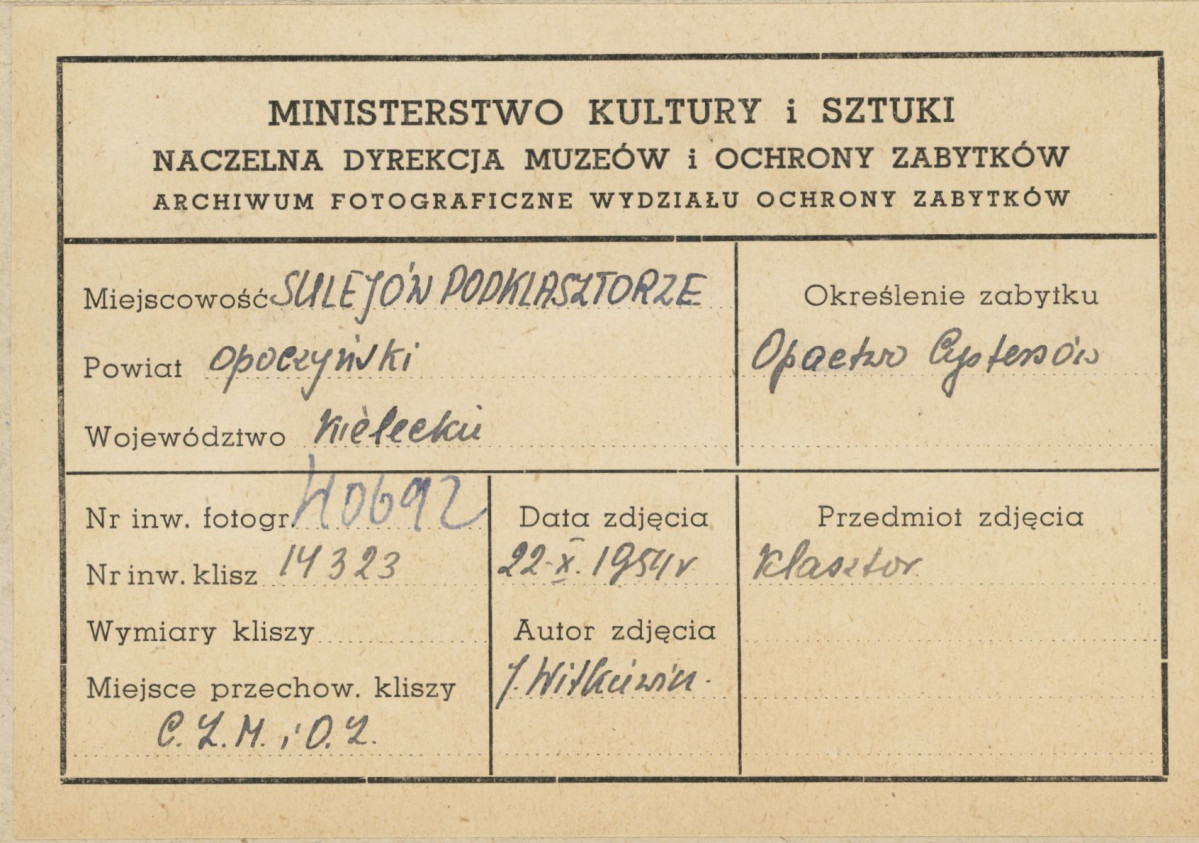 MINISTERSTWO KULTURY i SZTUKI
NACZELNA DYREKCJA MUZEÓW i OCHRONY ZABYTKÓW
ARCHIWUM FOTOGRAFICZNE WYDZIAŁU OCHRONY ZABYTKÓW
Miejscowość SULEJÓW PODKLASZTORZE
Powiat opoczyński
Województwo kieleckie
Określenie zabytku
Opactwo Cystersów
Nr inw. fotogr. 40692
Nr inw. klisz 14323
Wymiary kliszy
Miejsce przechow. kliszy
C.Z.M. i O.Z.
Data zdjęcia
22.X.1954r
Autor zdjęcia
J. Witkiewicz.
Przedmiot zdjęcia
Klasztor